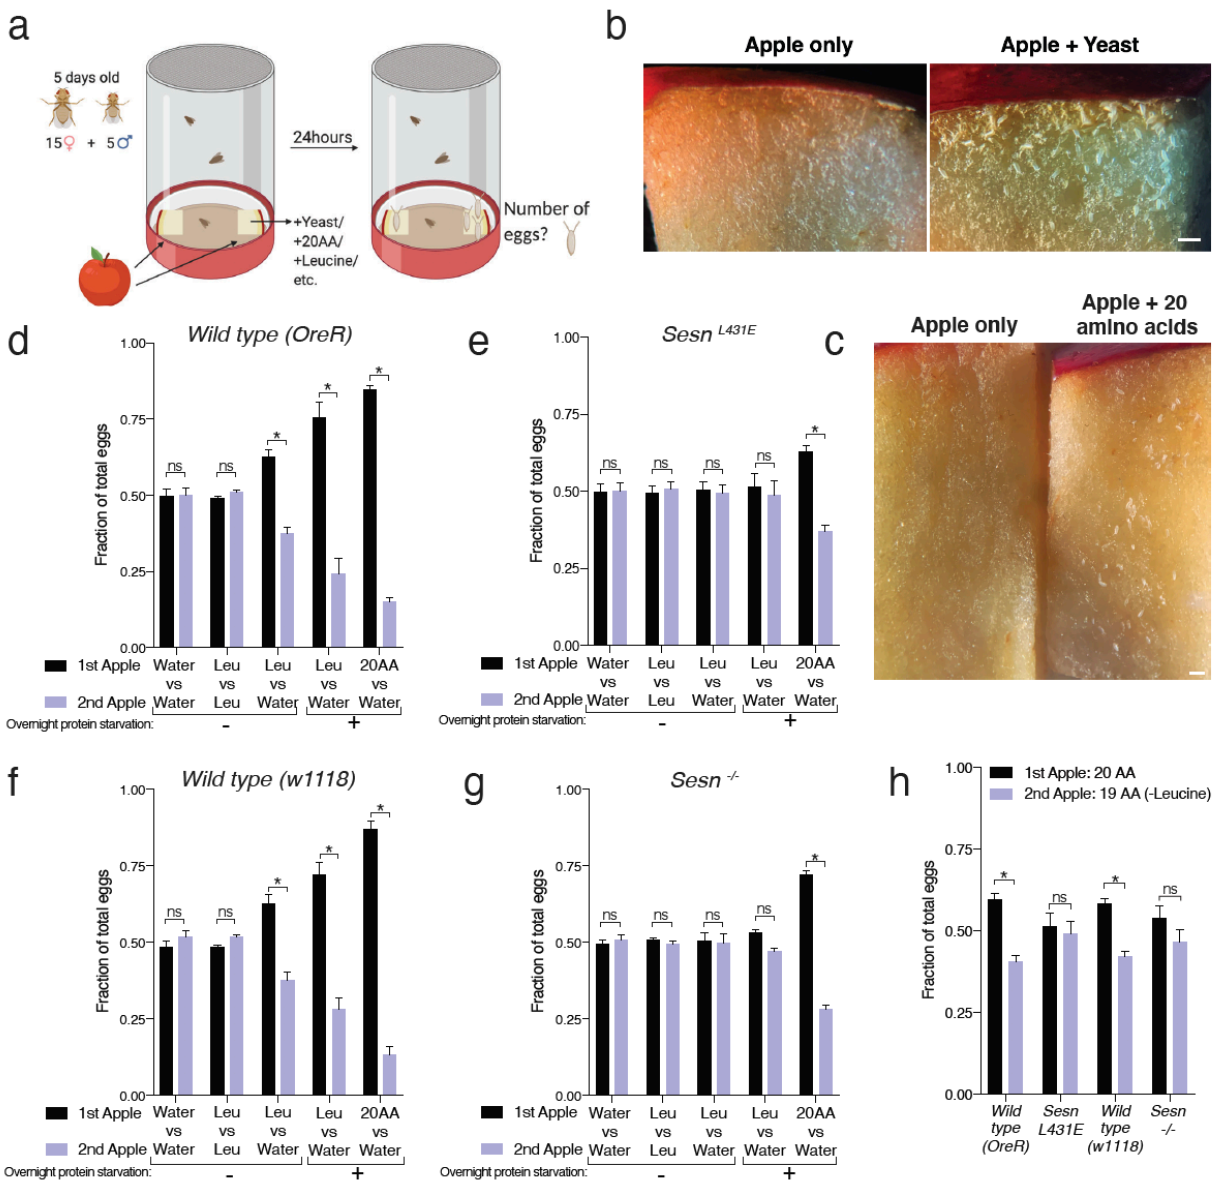 a
5 days old
15♀ + 5♂
24hours
+Yeast/
+20AA/
+Leucine/
etc.
Number of
eggs?
b
Apple only
Apple + Yeast
c
Apple only
Apple + 20
amino acids
d
Wild type (OreR)
Fraction of total eggs
1.00
0.75
0.50
0.25
0.00
ns
ns
*
*
*
1st Apple
Water Leu Leu Leu 20AA
vs vs vs vs vs
2nd Apple
Water Leu Water Water Water
Overnight protein starvation: - +
e
Sesn L431E
Fraction of total eggs
1.00
0.75
0.50
0.25
0.00
ns
ns
ns
ns
*
1st Apple
Water Leu Leu Leu 20AA
vs vs vs vs vs
2nd Apple
Water Leu Water Water Water
Overnight protein starvation: - +
f
Wild type (w1118)
Fraction of total eggs
1.00
0.75
0.50
0.25
0.00
ns
ns
*
*
*
1st Apple
Water Leu Leu Leu 20AA
vs vs vs vs vs
2nd Apple
Water Leu Water Water Water
Overnight protein starvation: - +
g
Sesn -/-
Fraction of total eggs
1.00
0.75
0.50
0.25
0.00
ns
ns
ns
ns
*
1st Apple
Water Leu Leu Leu 20AA
vs vs vs vs vs
2nd Apple
Water Leu Water Water Water
Overnight protein starvation: - +
h
1st Apple: 20 AA
2nd Apple: 19 AA (-Leucine)
Fraction of total eggs
1.00
0.75
0.50
0.25
0.00
*
ns
*
ns
Wild Sesn Wild Sesn
type L431E type -/-
(OreR) (w1118)